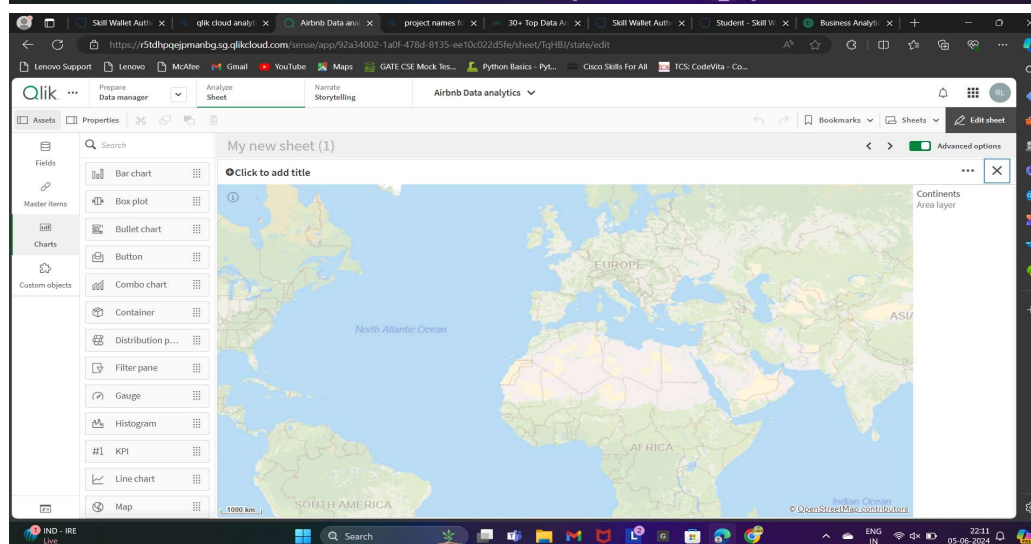 Skill Wallet Auth
qlik cloud analyti
Airbnb Data anal
project names fo
30+ Top Data An
Skill Wallet Auth
Student - Skill W
Business Analytic
https://r5tdhpqejpmanbg.sg.qlikcloud.com/sense/app/92a34002-1a0f-478d-8135-ee10c022d5fe/sheet/TqHBJ/state/edit
Lenovo Support
Lenovo
McAfee
Gmail
YouTube
Maps
GATE CSE Mock Tes...
Python Basics - Pyt...
Cisco Skills For All
TCS: CodeVita - Co...
Qlik
Prepare
Data manager
Analyze
Sheet
Narrate
Storytelling
Airbnb Data analytics
RL
Assets
Properties
Bookmarks
Sheets
Edit sheet
Fields
Master items
Charts
Custom objects
Search
Bar chart
Box plot
Bullet chart
Button
Combo chart
Container
Distribution p...
Filter pane
Gauge
Histogram
#1 KPI
Line chart
Map
My new sheet (1)
Advanced options
Click to add title
Continents
Area layer
EUROPE
ASIA
North Atlantic Ocean
AFRICA
SOUTH AMERICA
Indian Ocean
1000 km
© OpenStreetMap contributors
IND - IRE
Live
Search
ENG
IN
22:11
05-06-2024